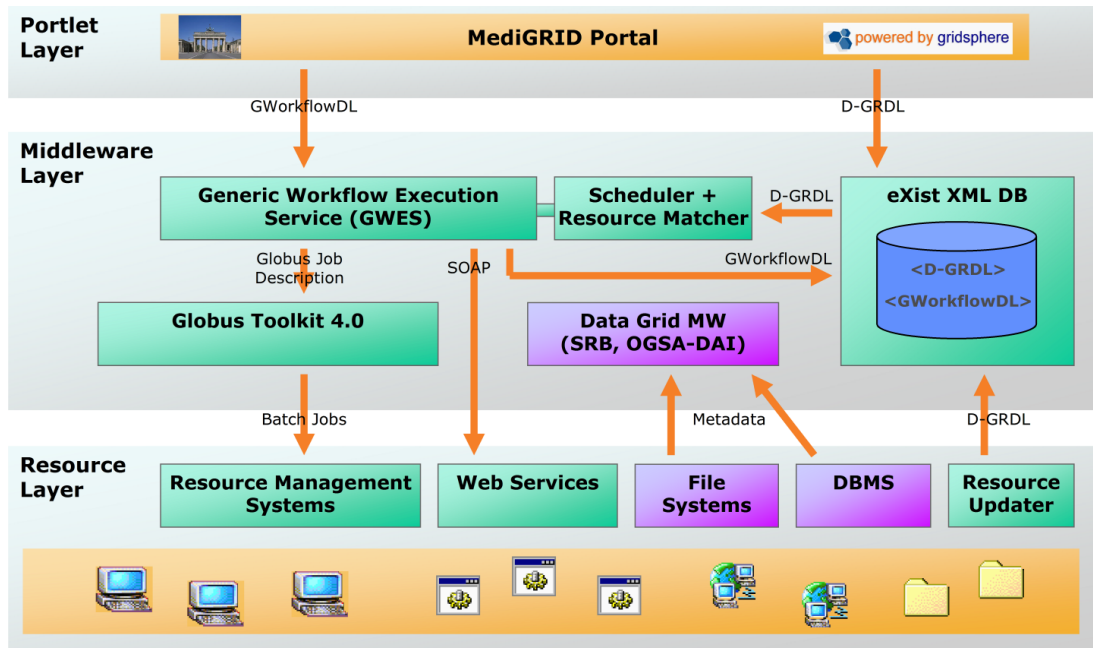 Portlet
Layer
MediGRID Portal
powered by gridsphere
GWorkflowDL
D-GRDL
Middleware
Layer
Generic Workflow Execution
Service (GWES)
Scheduler +
Resource Matcher
D-GRDL
eXist XML DB
<D-GRDL>
<GWorkflowDL>
Globus Job
Description
SOAP
GWorkflowDL
Globus Toolkit 4.0
Data Grid MW
(SRB, OGSA-DAI)
Batch Jobs
Metadata
D-GRDL
Resource
Layer
Resource Management
Systems
Web Services
File
Systems
DBMS
Resource
Updater